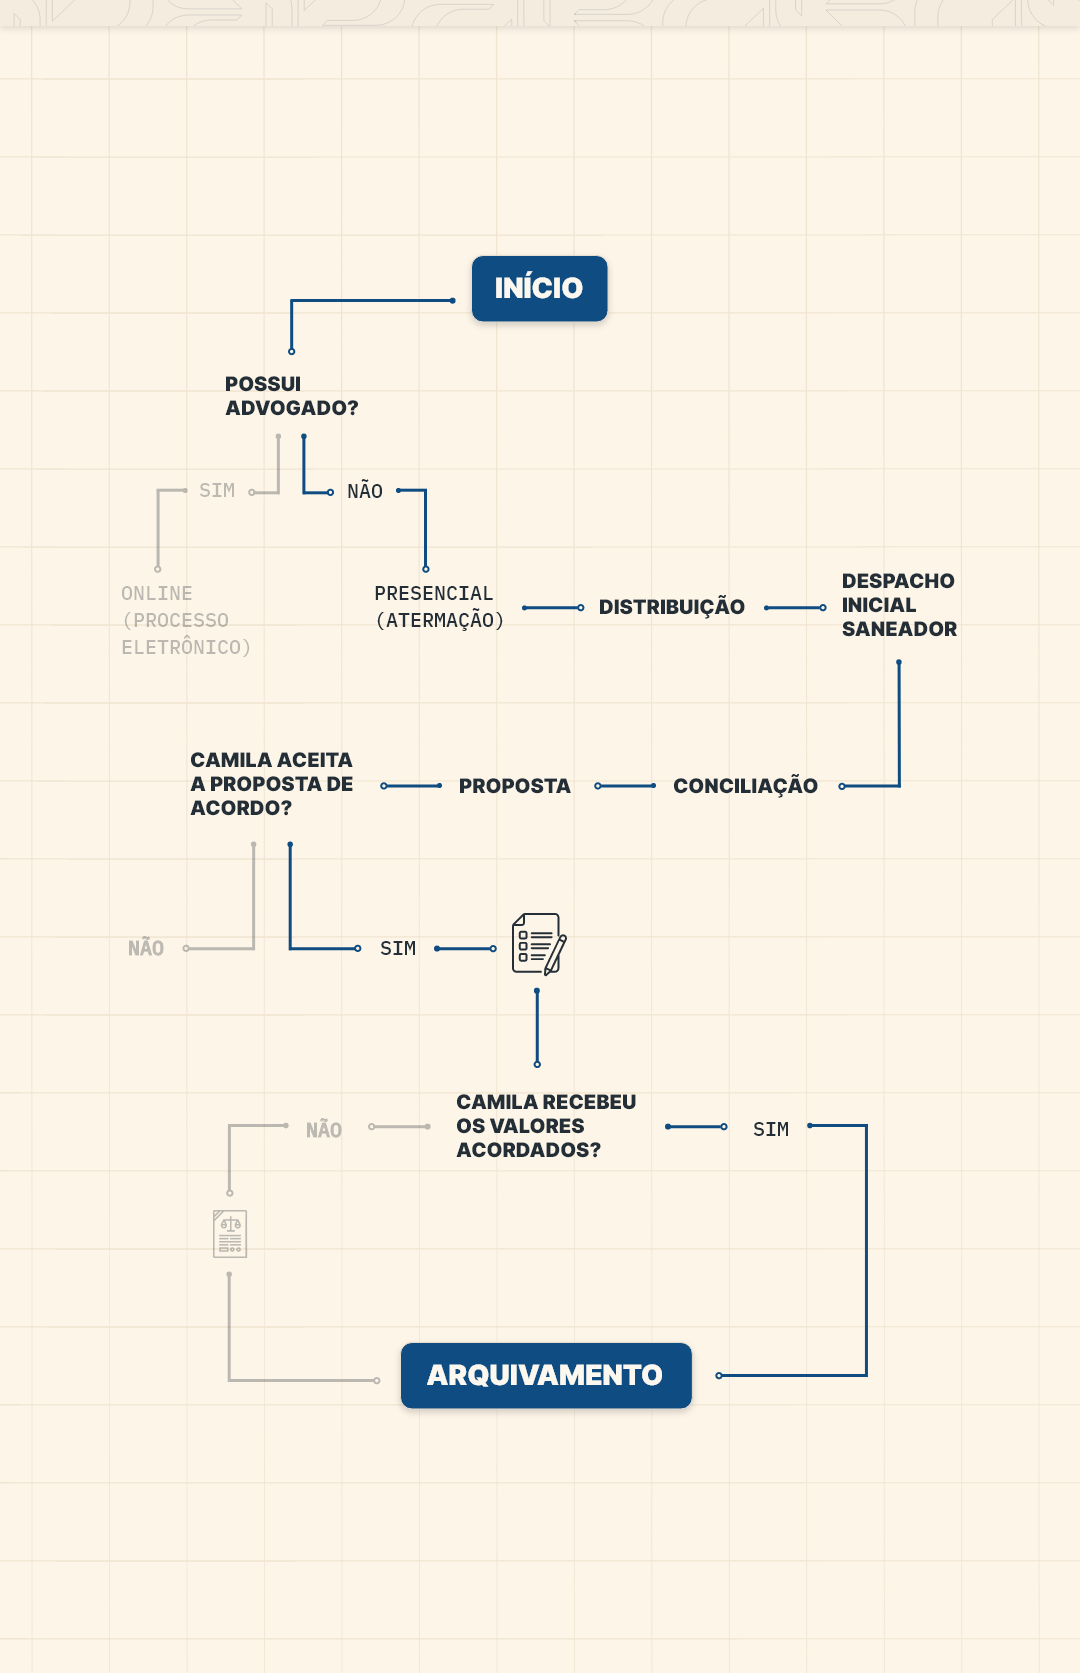 INÍCIO
POSSUI
ADVOGADO?
SIM
NÃO
ONLINE
(PROCESSO
ELETRÔNICO)
PRESENCIAL
(ATERMAÇÃO)
DISTRIBUIÇÃO
DESPACHO
INICIAL
SANEADOR
CAMILA ACEITA
A PROPOSTA DE
ACORDO?
PROPOSTA
CONCILIAÇÃO
NÃO
SIM
NÃO
CAMILA RECEBEU
OS VALORES
ACORDADOS?
SIM
ARQUIVAMENTO